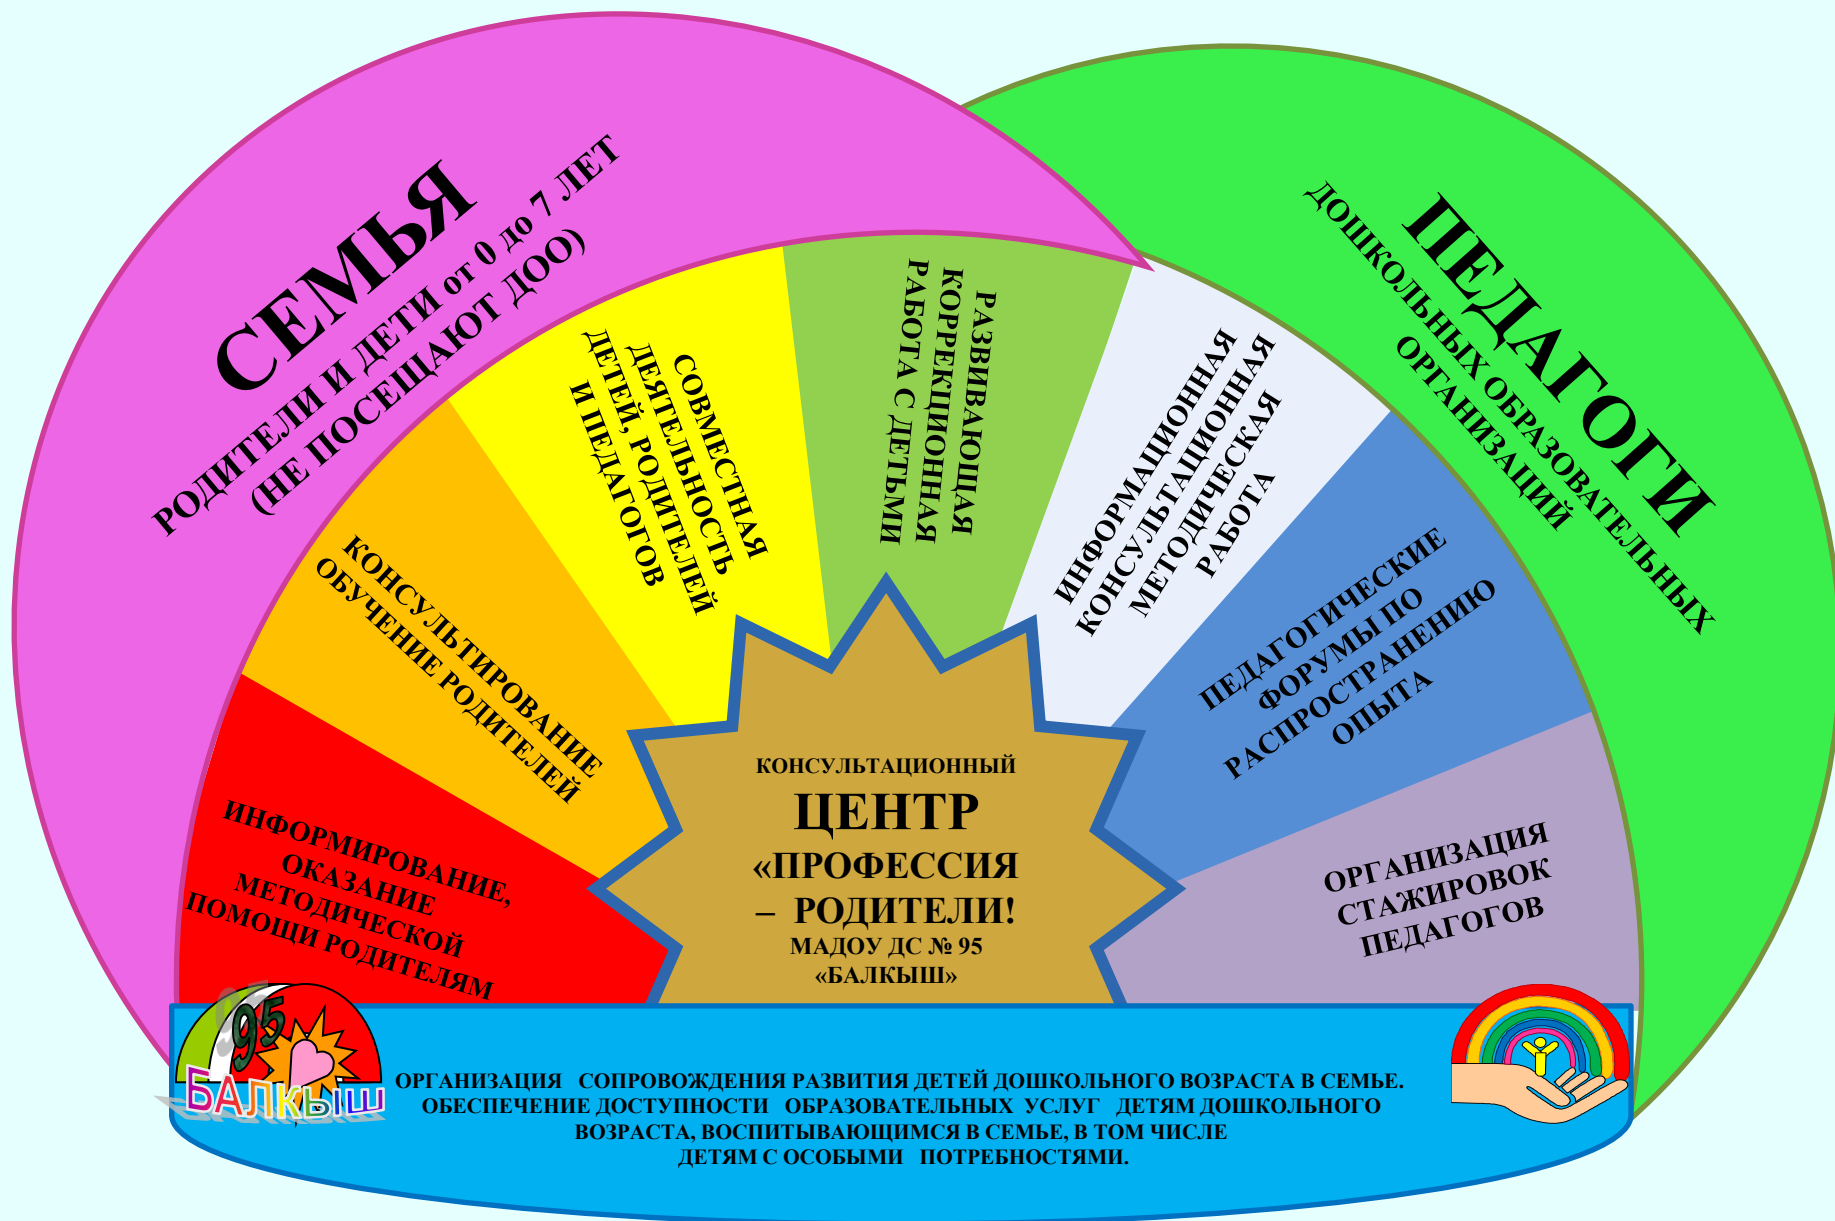 СЕМЬЯ
РОДИТЕЛИ И ДЕТИ от 0 до 7 ЛЕТ
(НЕ ПОСЕЩАЮТ ДОО)
ПЕДАГОГИ
ДОШКОЛЬНЫХ ОБРАЗОВАТЕЛЬНЫХ
ОРГАНИЗАЦИЙ
ИНФОРМИРОВАНИЕ,
ОКАЗАНИЕ
МЕТОДИЧЕСКОЙ
ПОМОЩИ РОДИТЕЛЯМ
КОНСУЛЬТИРОВАНИЕ
ОБУЧЕНИЕ РОДИТЕЛЕЙ
СОВМЕСТНАЯ
ДЕЯТЕЛЬНОСТЬ
ДЕТЕЙ, РОДИТЕЛЕЙ
И ПЕДАГОГОВ
РАЗВИВАЮЩАЯ
КОРРЕКЦИОННАЯ
РАБОТА С ДЕТЬМИ
ИНФОРМАЦИОННАЯ
КОНСУЛЬТАЦИОННАЯ
МЕТОДИЧЕСКАЯ
РАБОТА
ПЕДАГОГИЧЕСКИЕ
ФОРУМЫ ПО
РАСПРОСТРАНЕНИЮ
ОПЫТА
ОРГАНИЗАЦИЯ
СТАЖИРОВОК
ПЕДАГОГОВ
КОНСУЛЬТАЦИОННЫЙ
ЦЕНТР
«ПРОФЕССИЯ
– РОДИТЕЛИ!
МАДОУ ДС № 95
«БАЛКЫШ»
95
БАЛКЫШ
ОРГАНИЗАЦИЯ СОПРОВОЖДЕНИЯ РАЗВИТИЯ ДЕТЕЙ ДОШКОЛЬНОГО ВОЗРАСТА В СЕМЬЕ.
ОБЕСПЕЧЕНИЕ ДОСТУПНОСТИ ОБРАЗОВАТЕЛЬНЫХ УСЛУГ ДЕТЯМ ДОШКОЛЬНОГО
ВОЗРАСТА, ВОСПИТЫВАЮЩИМСЯ В СЕМЬЕ, В ТОМ ЧИСЛЕ
ДЕТЯМ С ОСОБЫМИ ПОТРЕБНОСТЯМИ.